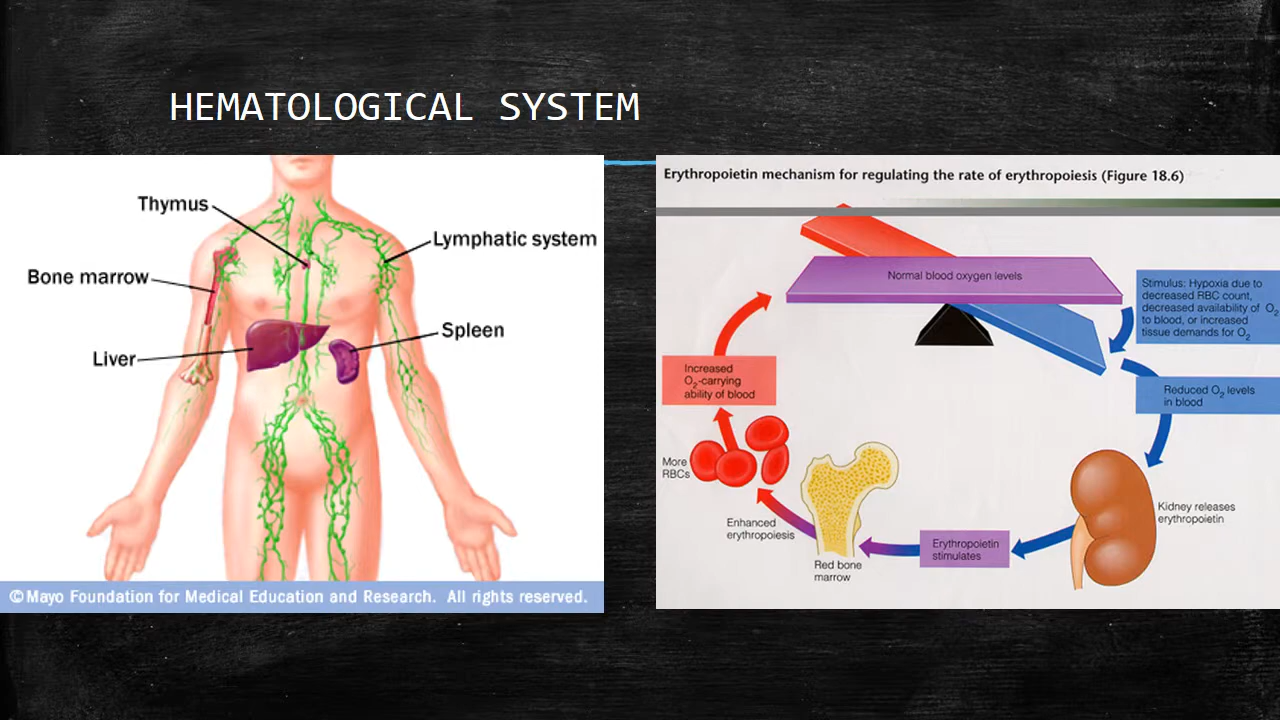 HEMATOLOGICAL SYSTEM
Thymus
Lymphatic system
Bone marrow
Spleen
Liver
©Mayo Foundation for Medical Education and Research. All rights reserved.
Erythropoietin mechanism for regulating the rate of erythropoiesis (Figure 18.6)
Normal blood oxygen levels
Stimulus: Hypoxia due to
decreased RBC count,
decreased availability of O2
to blood, or increased
tissue demands for O2
Reduced O2 levels
in blood
Kidney releases
erythropoietin
Erythropoietin
stimulates
Red bone
marrow
Enhanced
erythropoiesis
More
RBCs
Increased
O2-carrying
ability of blood